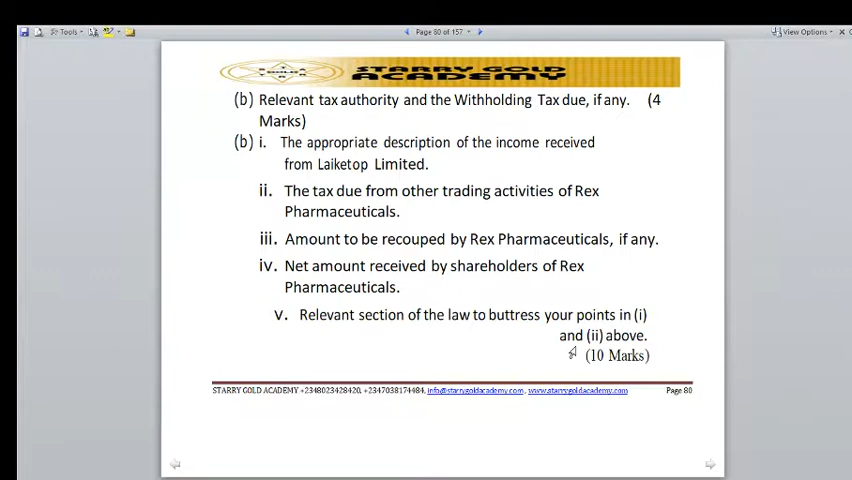 Tools
Page 80 of 157
View Options
STARRY GOLD
ACADEMY
(b) Relevant tax authority and the Withholding Tax due, if any. (4
Marks)
(b) i. The appropriate description of the income received
from Laiketop Limited.
ii. The tax due from other trading activities of Rex
Pharmaceuticals.
iii. Amount to be recouped by Rex Pharmaceuticals, if any.
iv. Net amount received by shareholders of Rex
Pharmaceuticals.
v. Relevant section of the law to buttress your points in (i)
and (ii) above.
(10 Marks)
STARRY GOLD ACADEMY +2348023428420, +2347038174484, info@starrygoldacademy.com, www.starrygoldacademy.com Page 80